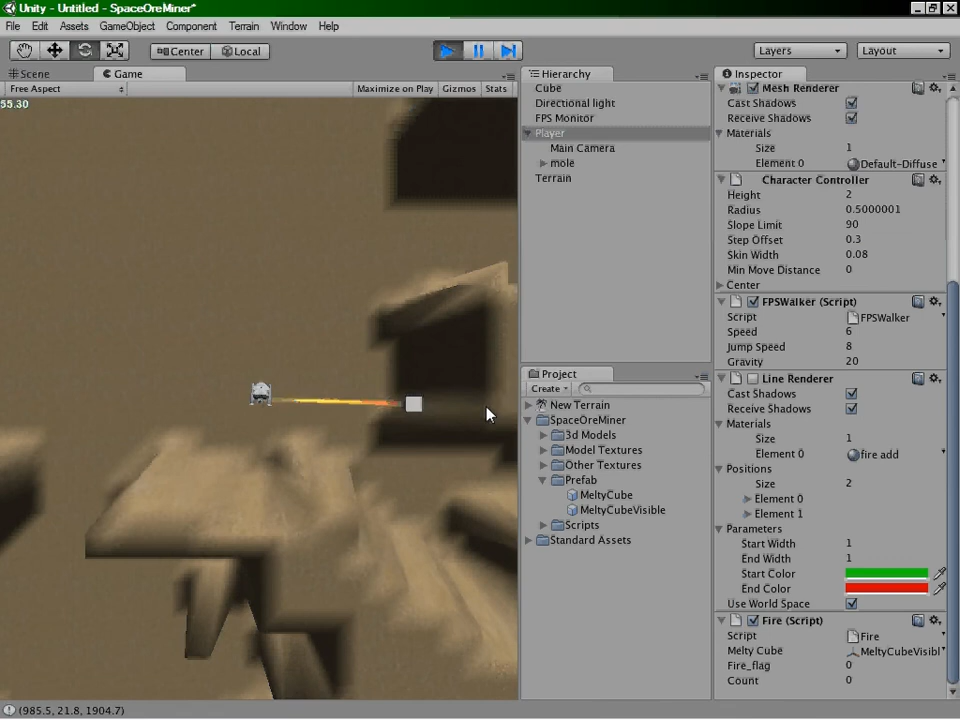 Unity - Untitled - SpaceOreMiner*
File Edit Assets GameObject Component Terrain Window Help
Center Local Layers Layout
Scene Game
Free Aspect Maximize on Play Gizmos Stats
55.30
Hierarchy
Cube
Directional light
FPS Monitor
Player
Main Camera
mole
Terrain
Project
Create
New Terrain
SpaceOreMiner
3d Models
Model Textures
Other Textures
Prefab
MeltyCube
MeltyCubeVisible
Scripts
Standard Assets
Inspector
Mesh Renderer
Cast Shadows
Receive Shadows
Materials
Size 1
Element 0 Default-Diffuse
Character Controller
Height 2
Radius 0.5000001
Slope Limit 90
Step Offset 0.3
Skin Width 0.08
Min Move Distance 0
Center
FPSWalker (Script)
Script FPSWalker
Speed 6
Jump Speed 8
Gravity 20
Line Renderer
Cast Shadows
Receive Shadows
Materials
Size 1
Element 0 fire add
Positions
Size 2
Element 0
Element 1
Parameters
Start Width 1
End Width 1
Start Color
End Color
Use World Space
Fire (Script)
Script Fire
Melty Cube MeltyCubeVisibl
Fire_flag 0
Count 0
(985.5, 21.8, 1904.7)